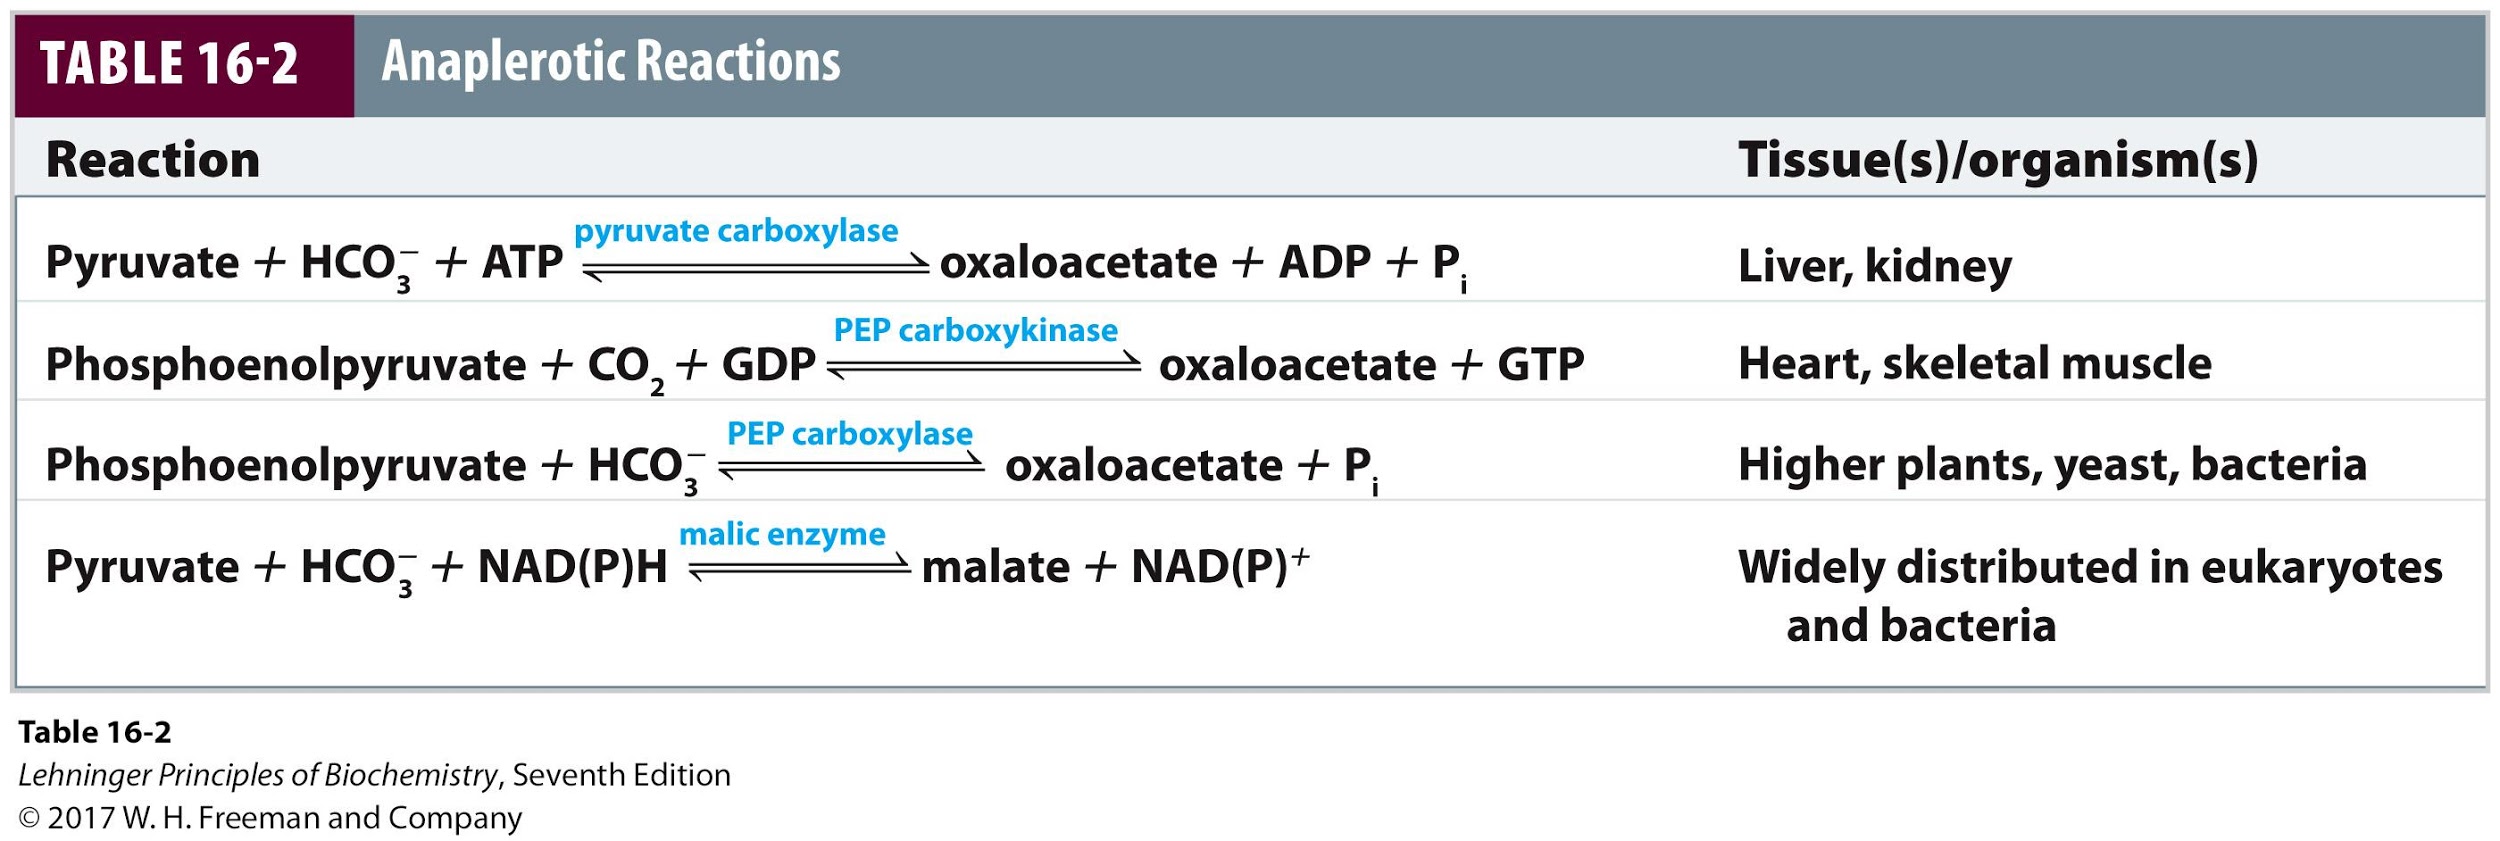 TABLE 16-2 Anaplerotic Reactions
Reaction Tissue(s)/organism(s)
pyruvate carboxylase
Pyruvate + HCO₃⁻ + ATP ⇌ oxaloacetate + ADP + Pᵢ Liver, kidney
PEP carboxykinase
Phosphoenolpyruvate + CO₂ + GDP ⇌ oxaloacetate + GTP Heart, skeletal muscle
PEP carboxylase
Phosphoenolpyruvate + HCO₃⁻ ⇌ oxaloacetate + Pᵢ Higher plants, yeast, bacteria
malic enzyme
Pyruvate + HCO₃⁻ + NAD(P)H ⇌ malate + NAD(P)⁺ Widely distributed in eukaryotes
and bacteria
Table 16-2
Lehninger Principles of Biochemistry, Seventh Edition
© 2017 W. H. Freeman and Company